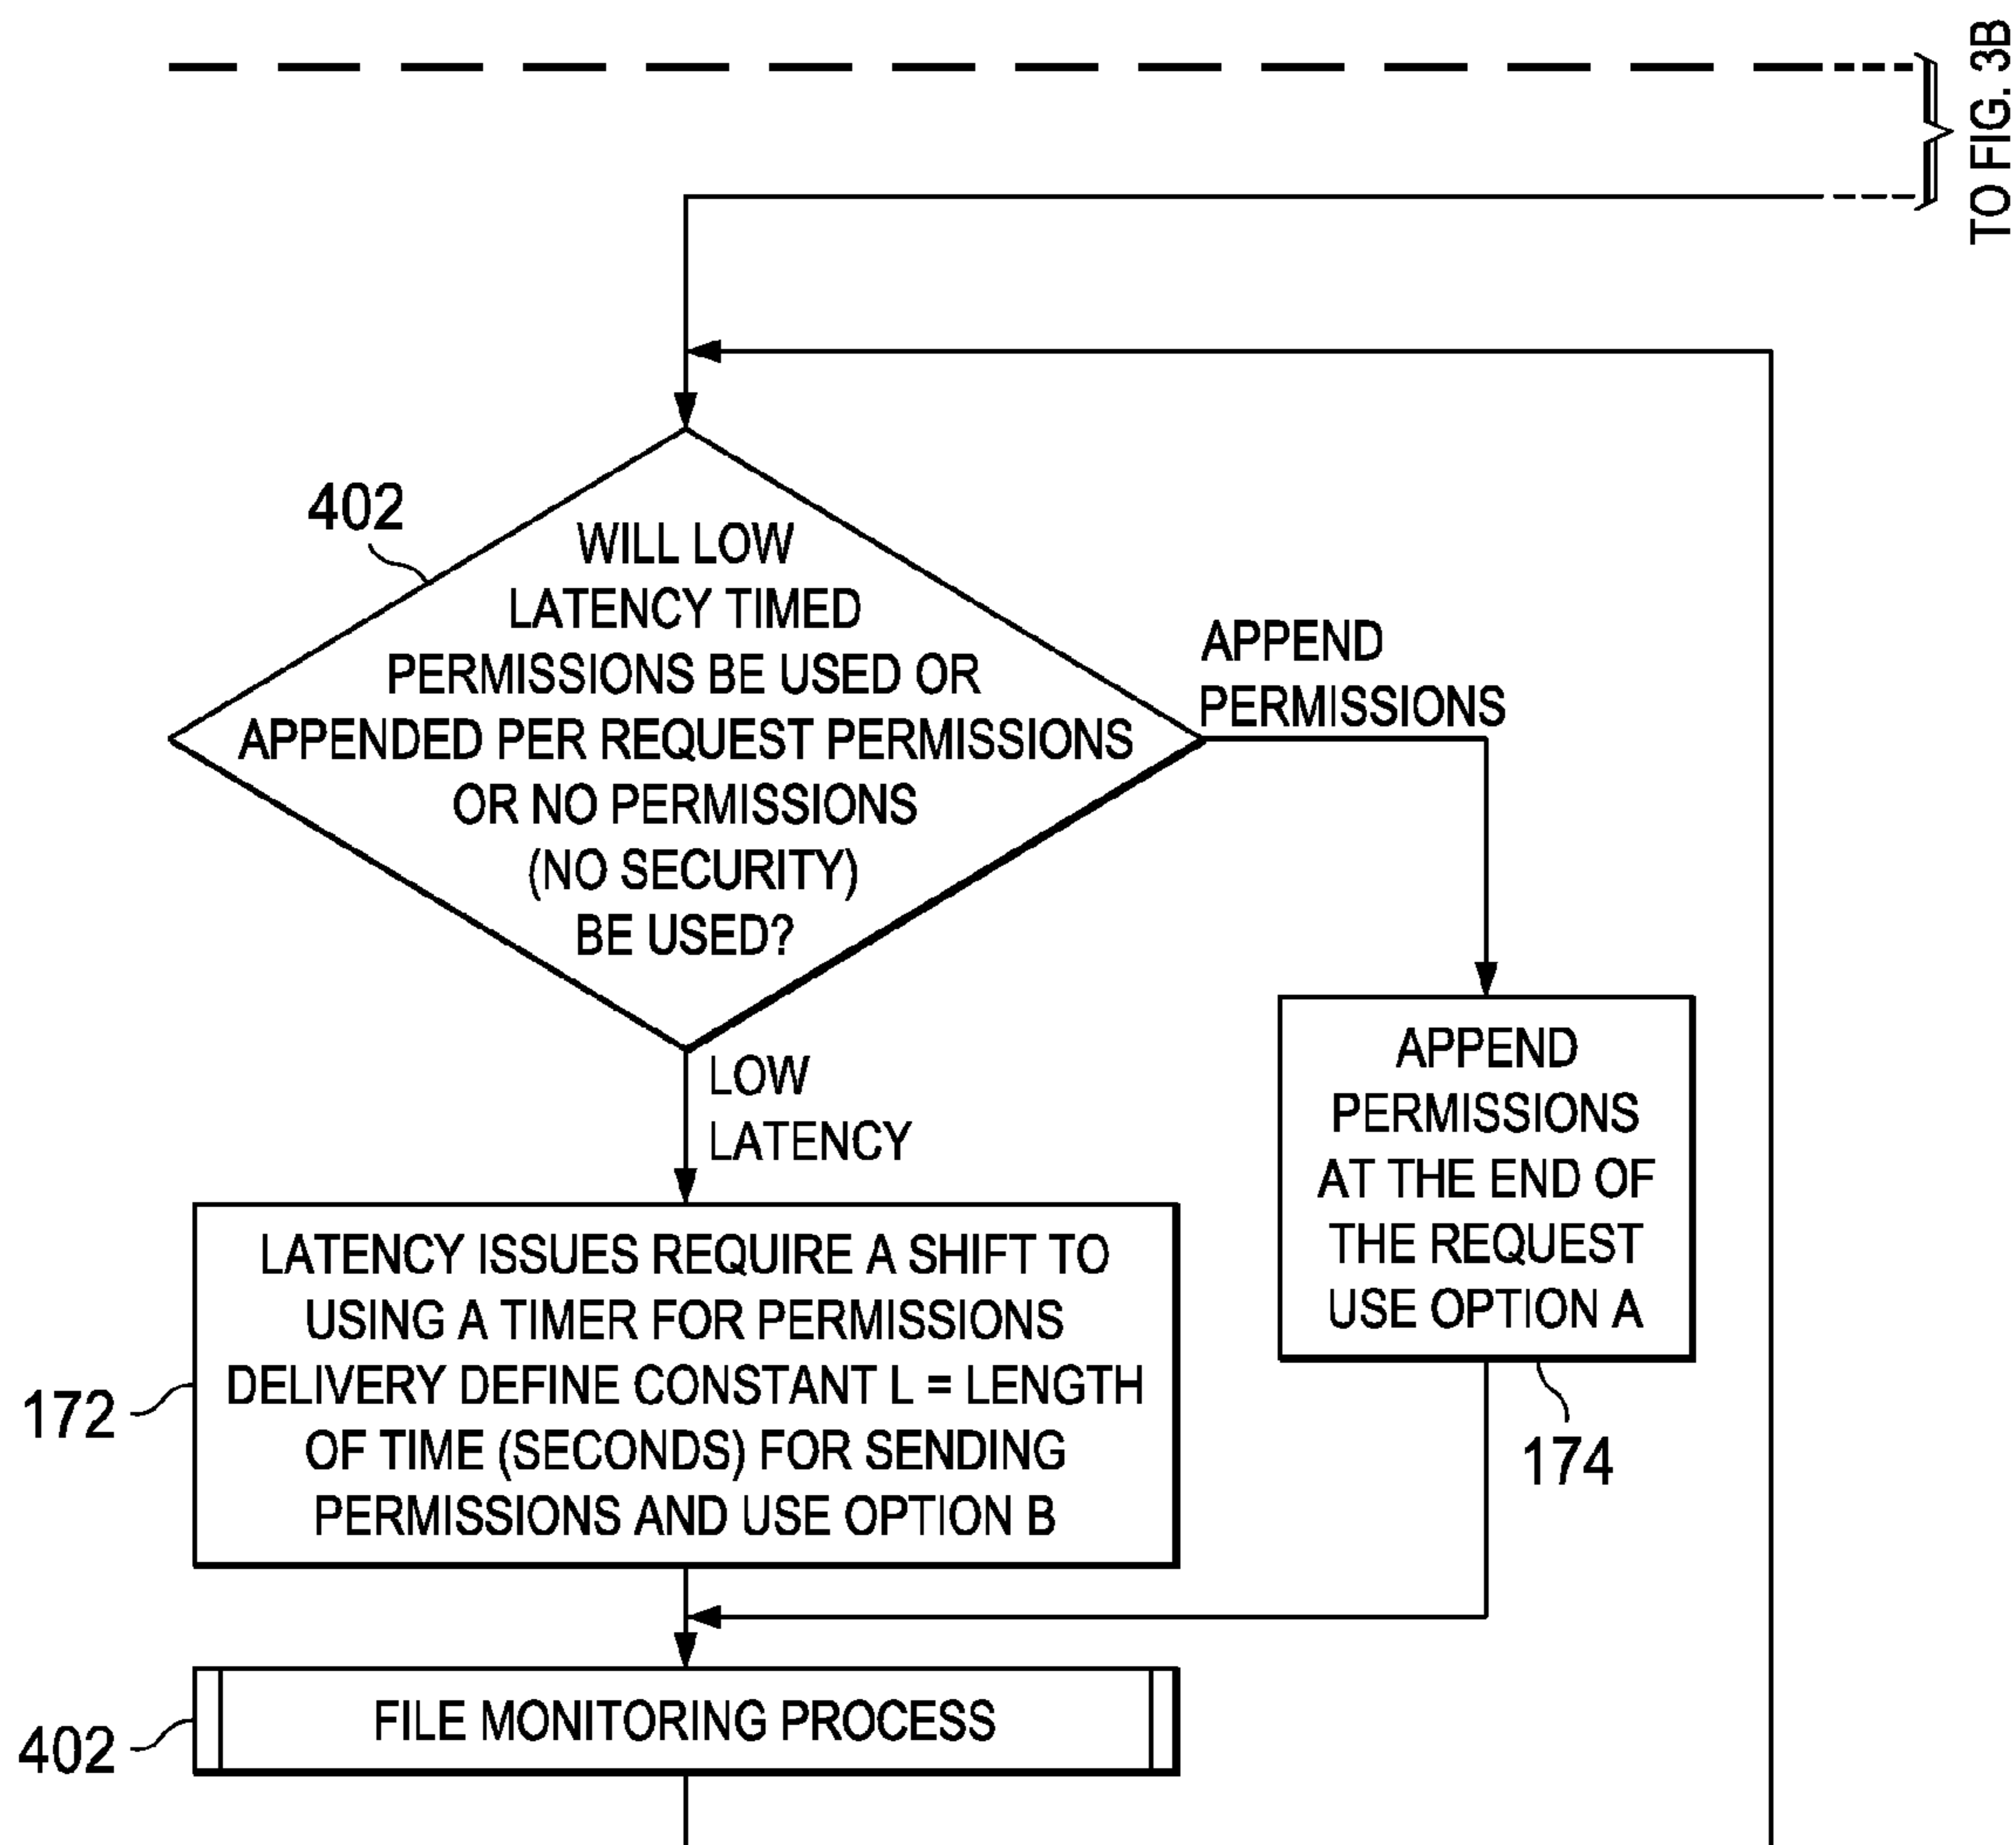 TO FIG. 3B
402
WILL LOW
LATENCY TIMED
PERMISSIONS BE USED OR
APPENDED PER REQUEST PERMISSIONS
OR NO PERMISSIONS
(NO SECURITY)
BE USED?
APPEND
PERMISSIONS
LOW
LATENCY
APPEND
PERMISSIONS
AT THE END OF
THE REQUEST
USE OPTION A
174
LATENCY ISSUES REQUIRE A SHIFT TO
USING A TIMER FOR PERMISSIONS
DELIVERY DEFINE CONSTANT L = LENGTH
OF TIME (SECONDS) FOR SENDING
PERMISSIONS AND USE OPTION B
172
FILE MONITORING PROCESS
402